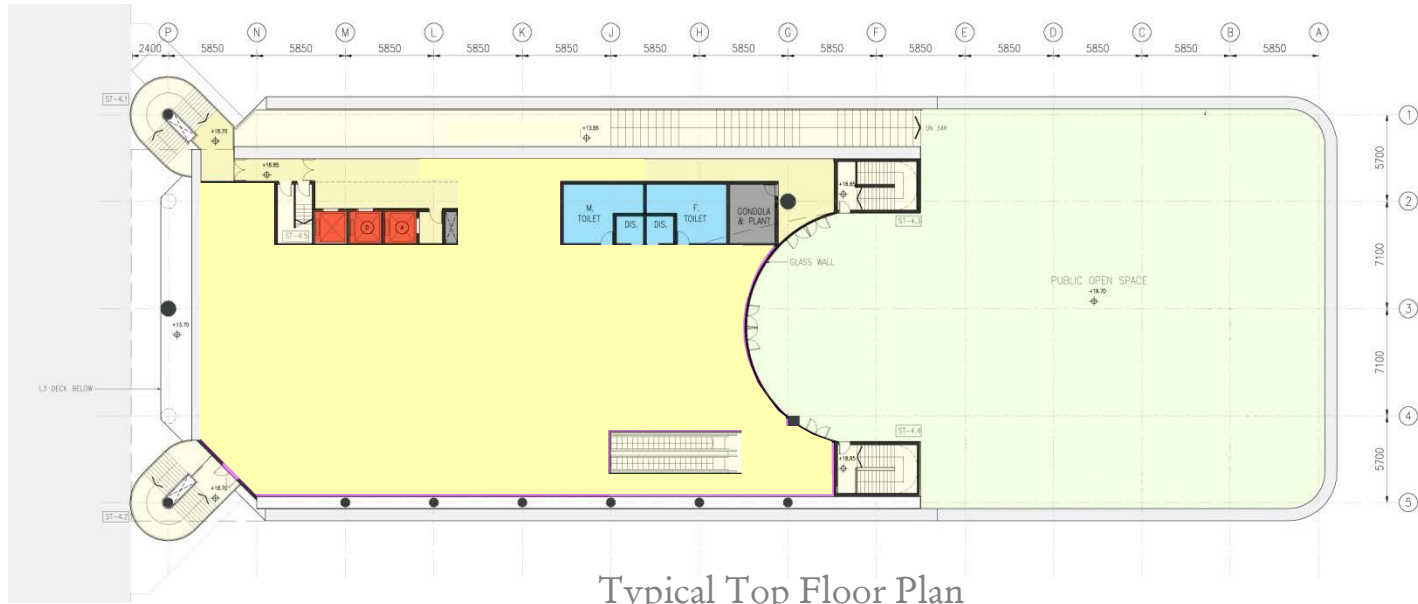 P N M L K J H G F E D C B A
2400 5850 5850 5850 5850 5850 5850 5850 5850 5850 5850 5850 5850 5850
ST-4.1
1
+18.70
+13.85
DN 34R
5700
+18.85
+18.85
2
M.
TOILET
F.
TOILET
DIS.
DIS.
GONDOLA
& PLANT
ST-4.3
B
A
ST-4.5
7100
GLASS WALL
PUBLIC OPEN SPACE
+18.70
3
+13.70
7100
L3 DECK BELOW
4
ST-4.4
+18.85
5700
+18.70
5
ST-4.2
Typical Top Floor Plan